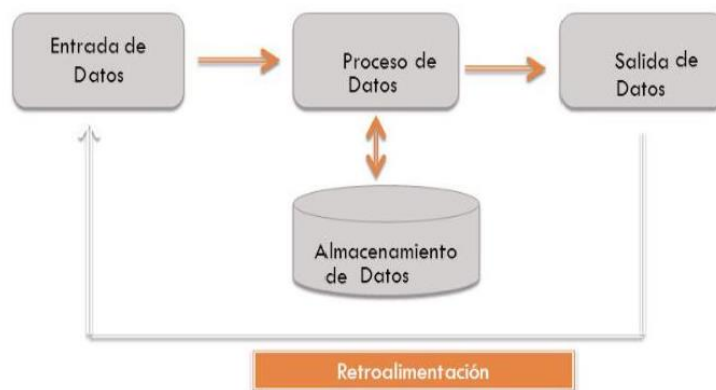 Entrada de
Datos
Proceso de
Datos
Salida de
Datos
Almacenamiento
de Datos
Retroalimentación